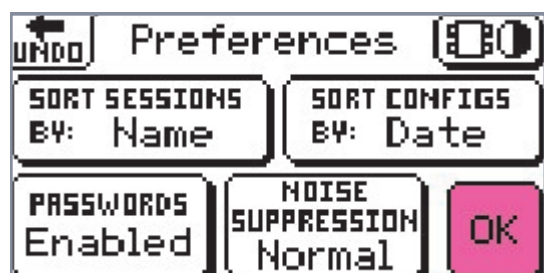 UNDO Preferences
SORT SESSIONS
BY: Name
SORT CONFIGS
BY: Date
PASSWORDS
Enabled
NOISE
SUPPRESSION
Normal
OK